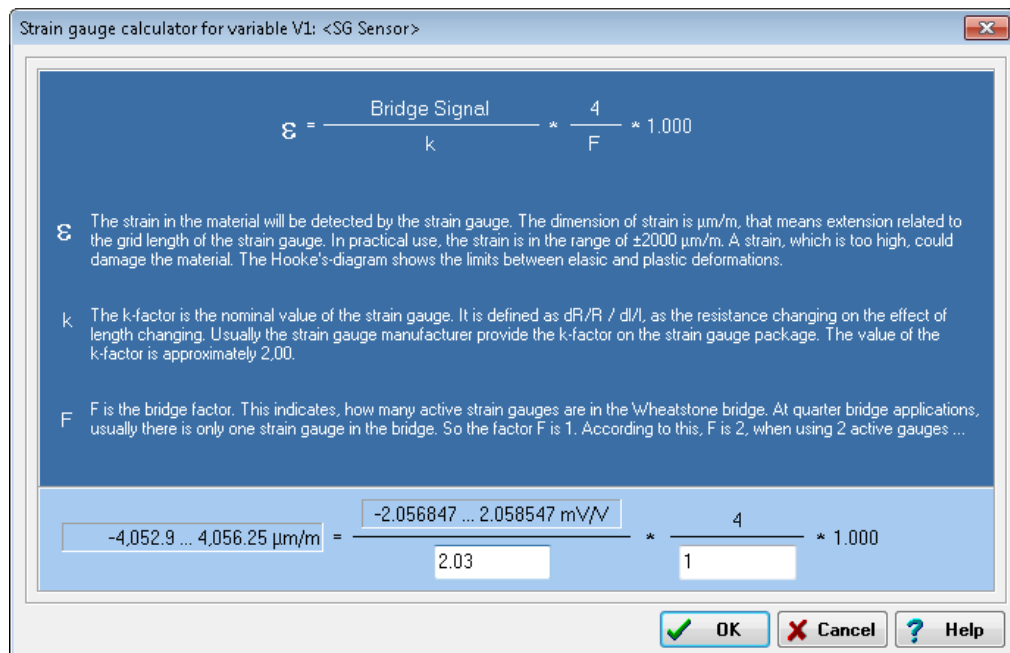 Strain gauge calculator for variable V1: <SG Sensor>
Bridge Signal
4
ε = * * 1.000
k
F
ε The strain in the material will be detected by the strain gauge. The dimension of strain is µm/m, that means extension related to
the grid length of the strain gauge. In practical use, the strain is in the range of ±2000 µm/m. A strain, which is too high, could
damage the material. The Hooke's-diagram shows the limits between elasic and plastic deformations.
k The k-factor is the nominal value of the strain gauge. It is defined as dR/R / dl/l, as the resistance changing on the effect of
length changing. Usually the strain gauge manufacturer provide the k-factor on the strain gauge package. The value of the
k-factor is approximately 2,00.
F F is the bridge factor. This indicates, how many active strain gauges are in the Wheatstone bridge. At quarter bridge applications,
usually there is only one strain gauge in the bridge. So the factor F is 1. According to this, F is 2, when using 2 active gauges ...
-2.056847 ... 2.058547 mV/V
4
-4,052.9 ... 4,056.25 µm/m = * * 1.000
2.03
1
OK Cancel ? Help